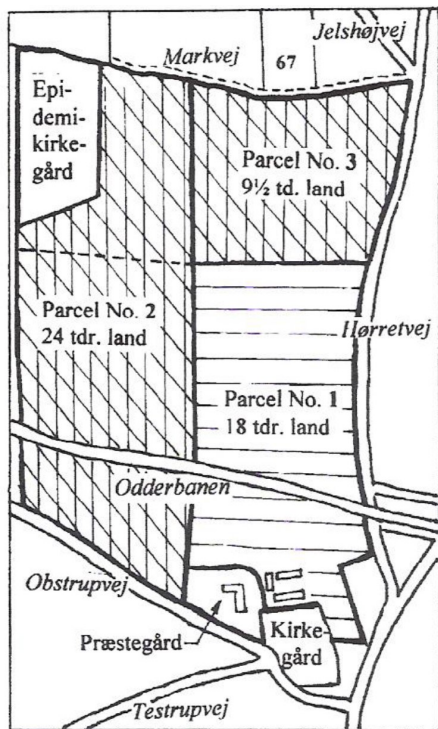 Jelshøjvej
Markvej
67
Epi-
demi-
kirke-
gård
Parcel No. 3
9½ td. land
Parcel No. 2
24 tdr. land
Hørretvej
Parcel No. 1
18 tdr. land
Odderbanen
Obstrupvej
Præstegård
Kirke-
gård
Testrupvej